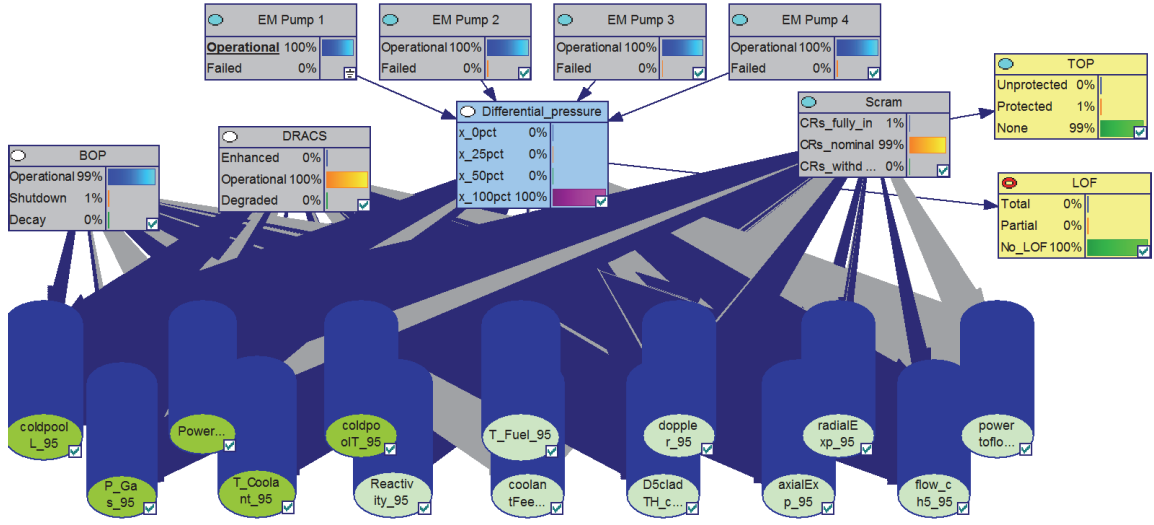 EM Pump 1
Operational 100%
Failed 0%
EM Pump 2
Operational 100%
Failed 0%
EM Pump 3
Operational 100%
Failed 0%
EM Pump 4
Operational 100%
Failed 0%
TOP
Unprotected 0%
Protected 1%
None 99%
Differential_pressure
x_0pct 0%
x_25pct 0%
x_50pct 0%
x_100pct 100%
Scram
CRs_fully_in 1%
CRs_nominal 99%
CRs_withd ... 0%
DRACS
Enhanced 0%
Operational 100%
Degraded 0%
BOP
Operational 99%
Shutdown 1%
Decay 0%
LOF
Total 0%
Partial 0%
No_LOF 100%
coldpool
L_95
Power...
coldpo
olT_95
T_Fuel_95
dopple
r_95
radialE
xp_95
power
toflo...
P_Ga
s_95
T_Coola
nt_95
Reactiv
ity_95
coolan
tFee...
D5clad
TH_c...
axialEx
p_95
flow_c
h5_95